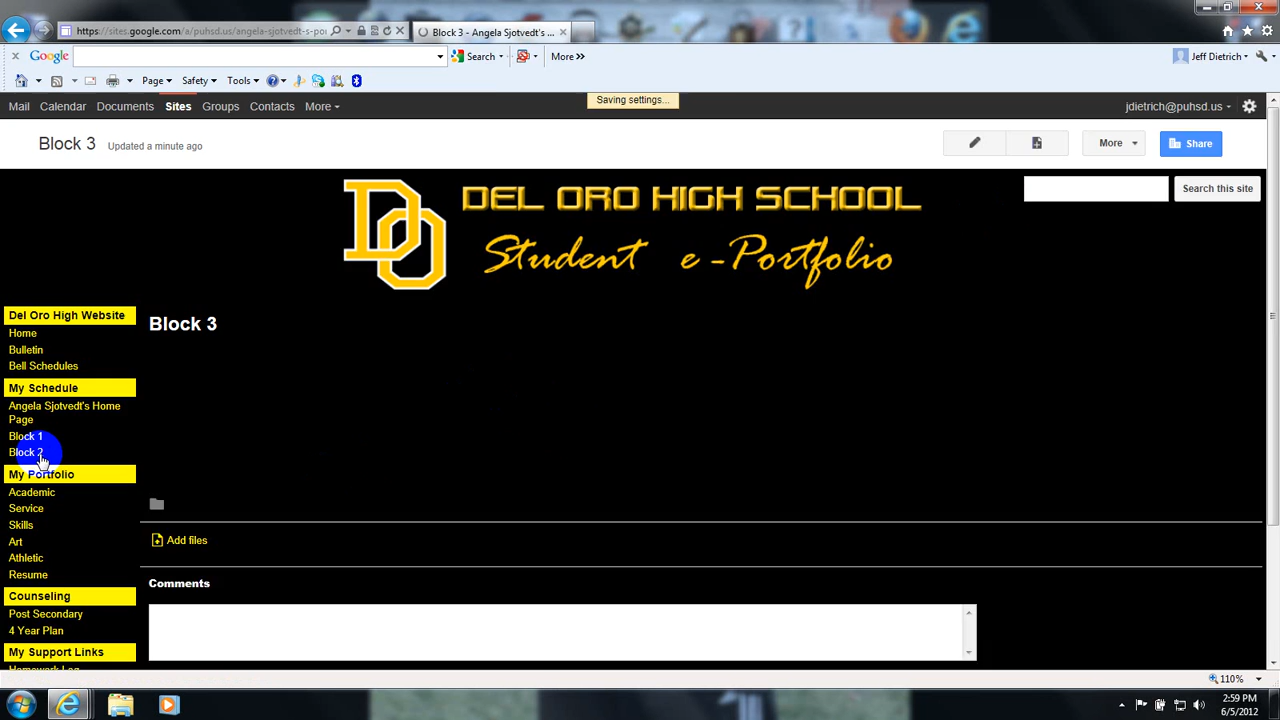 https://sites.google.com/a/puhsd.us/angela-sjotvedt-s-por
Block 3 - Angela Sjotvedt's ...
Google
Search
More
Jeff Dietrich
Page
Safety
Tools
Mail
Calendar
Documents
Sites
Groups
Contacts
More
Saving settings...
jdietrich@puhsd.us
Block 3
Updated a minute ago
More
Share
DO
DEL ORO HIGH SCHOOL
Student e-Portfolio
Search this site
Del Oro High Website
Home
Bulletin
Bell Schedules
My Schedule
Angela Sjotvedt's Home
Page
Block 1
Block 2
My Portfolio
Academic
Service
Skills
Art
Athletic
Resume
Counseling
Post Secondary
4 Year Plan
My Support Links
Homework Log
Block 3
Add files
Comments
110%
2:59 PM
6/5/2012